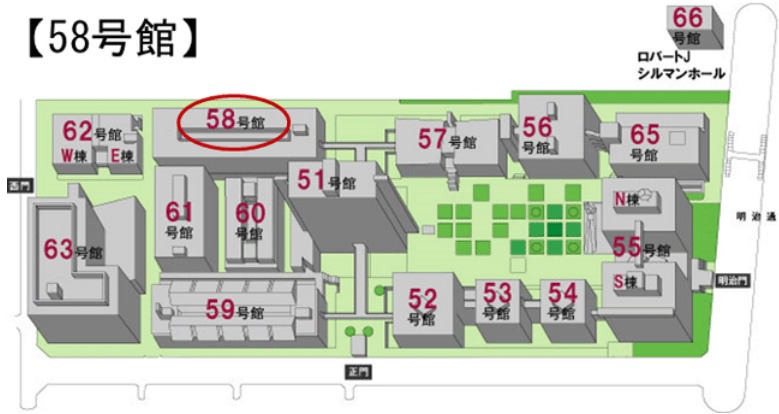 【58号館】
66
号館
ロバートJ
シルマンホール
62号館
W棟 E棟
58号館
57号館
56
号館
65
号館
西門
51号館
61
号館
60
号館
N棟
明治通
63号館
55号館
59号館
52
号館
53
号館
54
号館
S棟
明治門
正門